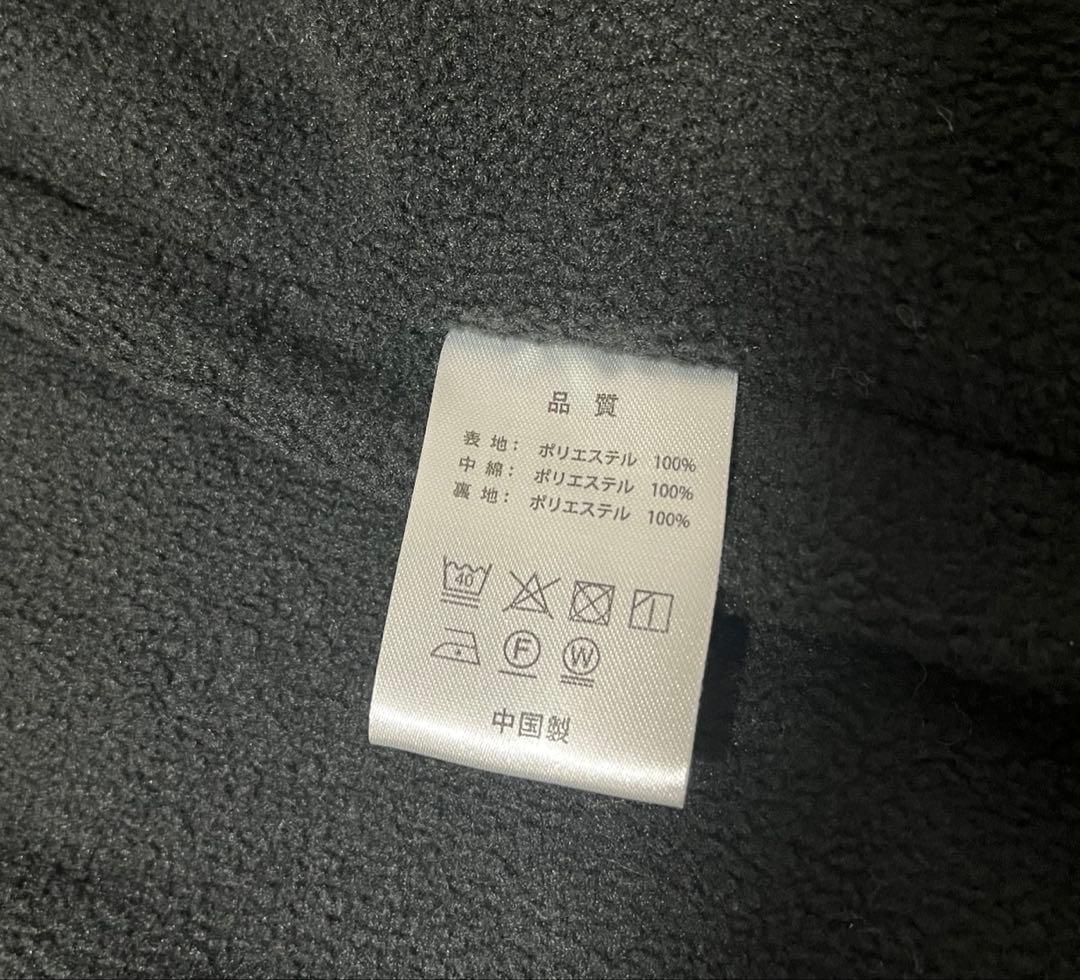 品 質
表 地： ポリエステル 100%
中 綿： ポリエステル 100%
裏 地： ポリエステル 100%
40
F W
中国製